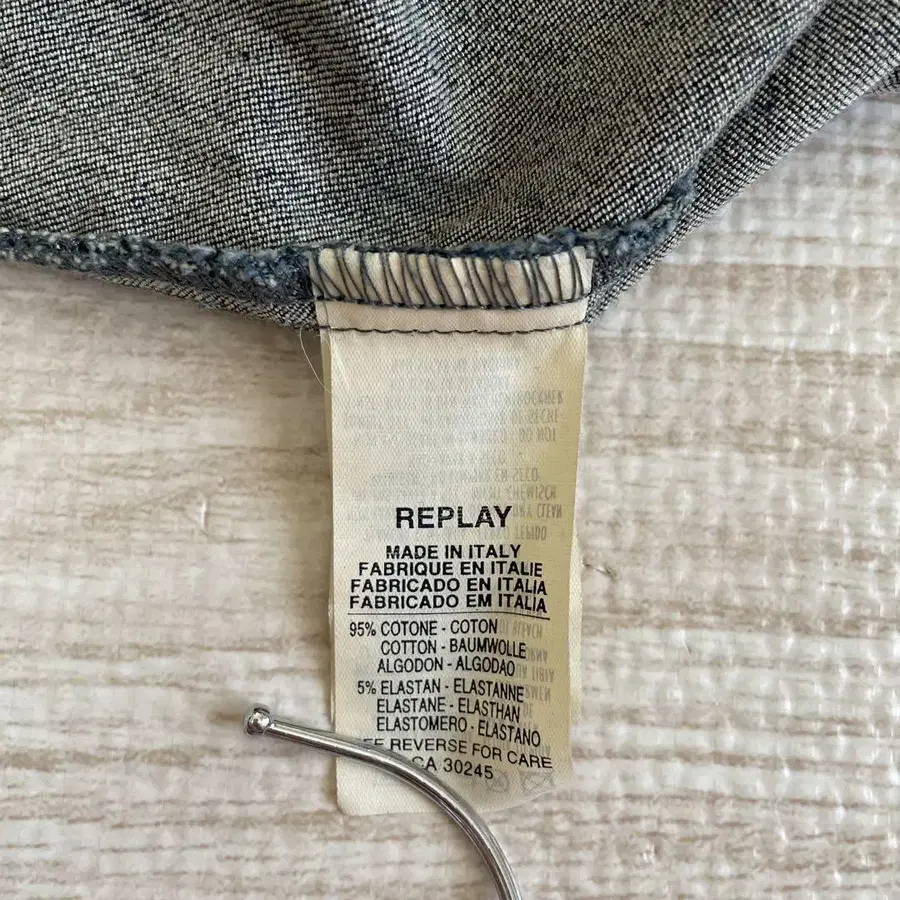 REPLAY
MADE IN ITALY
FABRIQUE EN ITALIE
FABRICADO EN ITALIA
FABRICADO EM ITALIA
95% COTONE - COTON
COTTON - BAUMWOLLE
ALGODON - ALGODAO
5% ELASTAN - ELASTANNE
ELASTANE - ELASTHAN
ELASTOMERO - ELASTANO
REVERSE FOR CARE
CA 30245